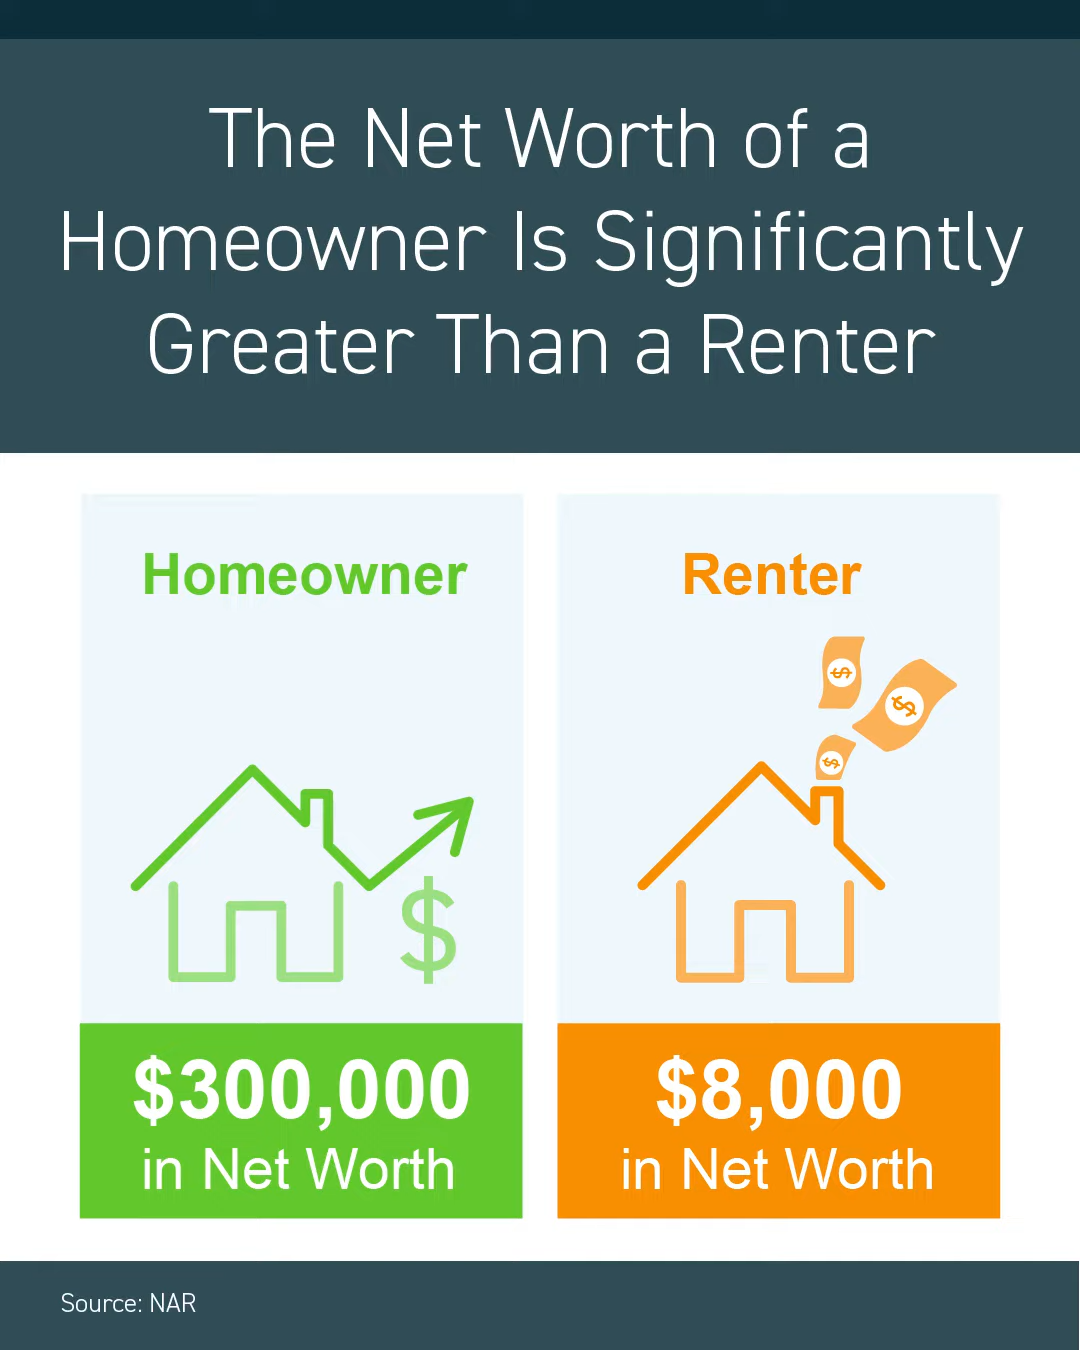 The Net Worth of a
Homeowner Is Significantly
Greater Than a Renter
Homeowner
$
$300,000
in Net Worth
Renter
$
$
$
$8,000
in Net Worth
Source: NAR